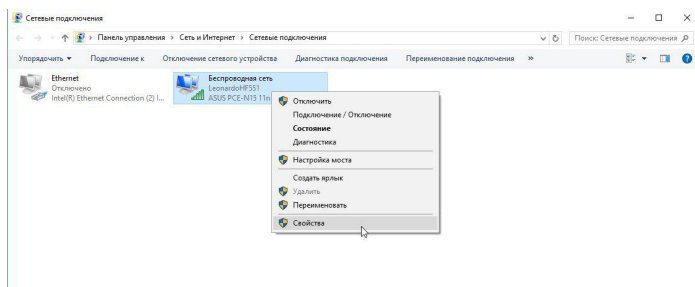 Сетевые подключения
Панель управления › Сеть и Интернет › Сетевые подключения
Поиск: Сетевые подключения
Упорядочить ▾ Подключение к Отключение сетевого устройства Диагностика подключения Переименование подключения »
Ethernet
Отключено
Intel(R) Ethernet Connection (2) I...
Беспроводная сеть
LeonardoHF551
ASUS PCE-N15 11n
Отключить
Подключение / Отключение
Состояние
Диагностика
Настройка моста
Создать ярлык
Удалить
Переименовать
Свойства